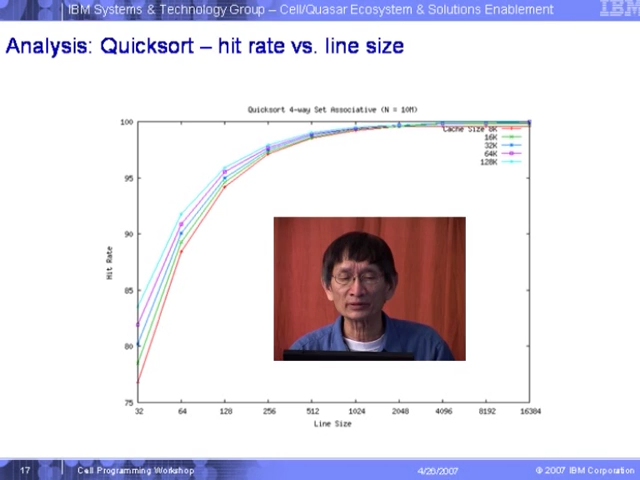 IBM Systems & Technology Group – Cell/Quasar Ecosystem & Solutions Enablement
IBM
Analysis: Quicksort – hit rate vs. line size
Quicksort 4-way Set Associative (N = 10M)
Cache Size 8K
16K
32K
64K
128K
100
95
90
85
80
75
Hit Rate
32 64 128 256 512 1024 2048 4096 8192 16384
Line Size
17 Cell Programming Workshop 4/26/2007 © 2007 IBM Corporation